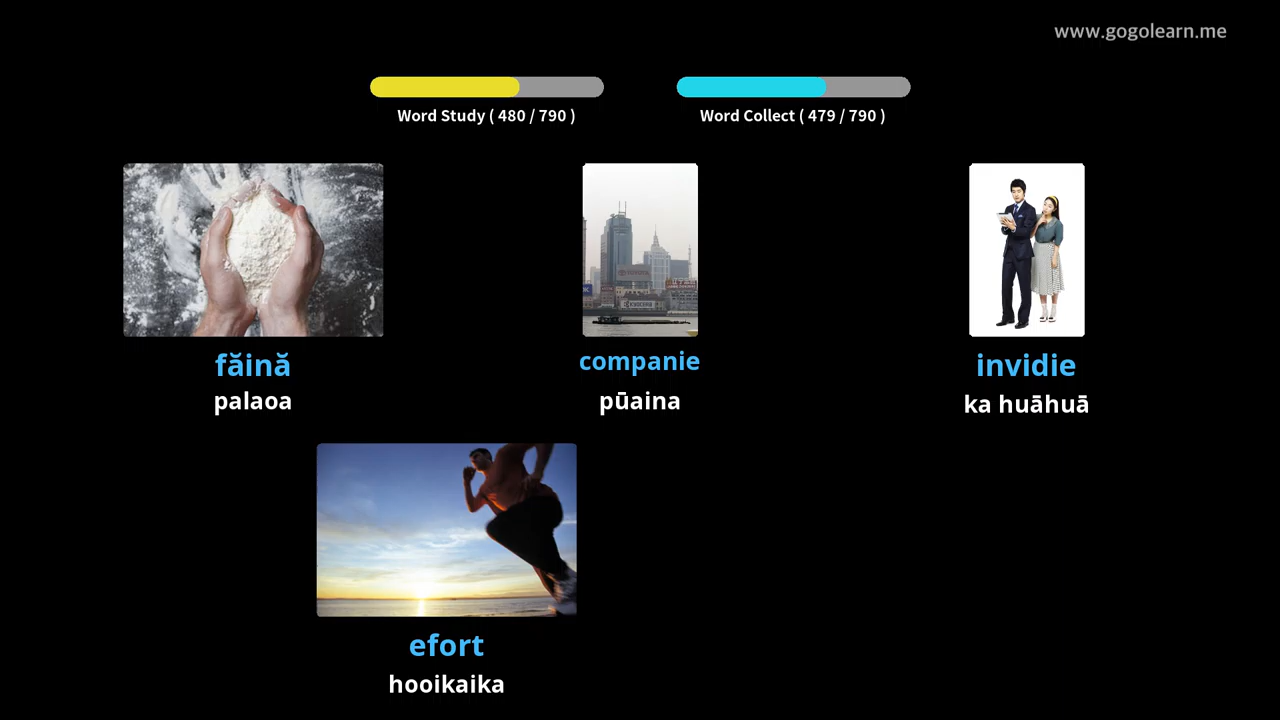 www.gogolearn.me
Word Study ( 480 / 790 )
Word Collect ( 479 / 790 )
făină
palaoa
TOYOTA
companie
pūaina
invidie
ka huāhuā
efort
hooikaika